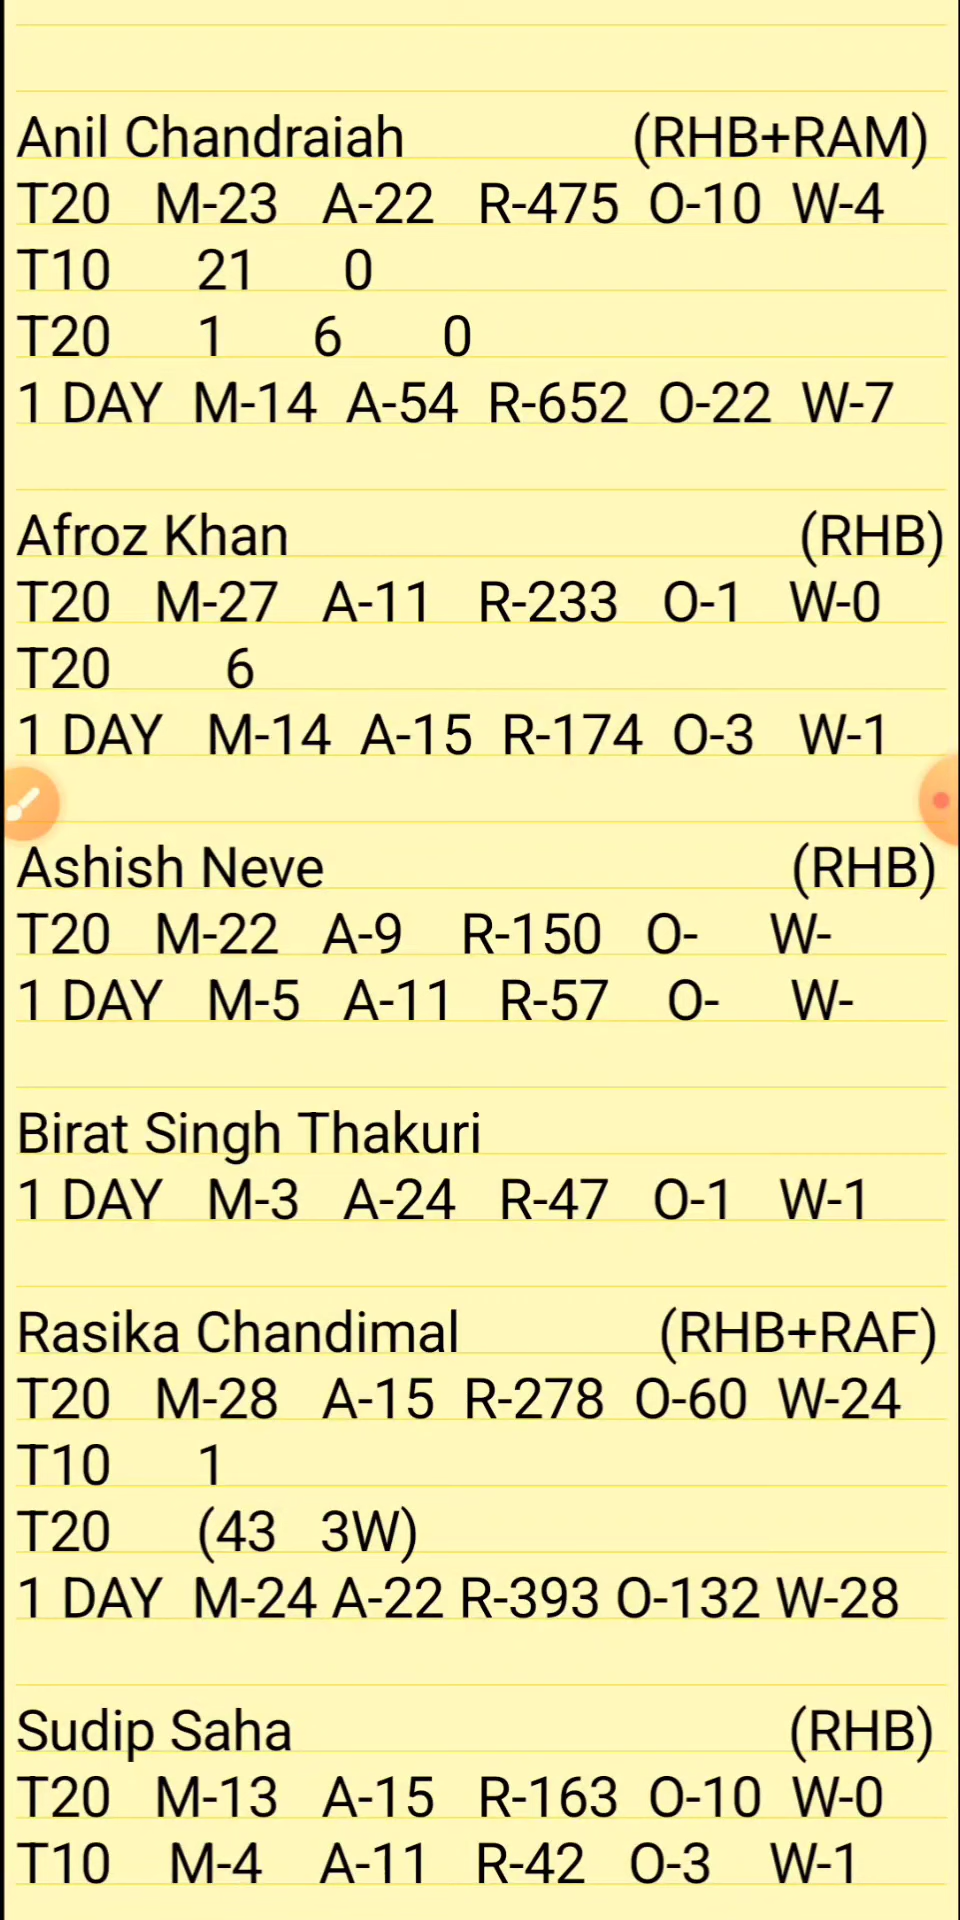 Anil Chandraiah (RHB+RAM)
T20 M-23 A-22 R-475 O-10 W-4
T10 21 0
T20 1 6 0
1 DAY M-14 A-54 R-652 O-22 W-7
Afroz Khan (RHB)
T20 M-27 A-11 R-233 O-1 W-0
T20 6
1 DAY M-14 A-15 R-174 O-3 W-1
Ashish Neve (RHB)
T20 M-22 A-9 R-150 O- W-
1 DAY M-5 A-11 R-57 O- W-
Birat Singh Thakuri
1 DAY M-3 A-24 R-47 O-1 W-1
Rasika Chandimal (RHB+RAF)
T20 M-28 A-15 R-278 O-60 W-24
T10 1
T20 (43 3W)
1 DAY M-24 A-22 R-393 O-132 W-28
Sudip Saha (RHB)
T20 M-13 A-15 R-163 O-10 W-0
T10 M-4 A-11 R-42 O-3 W-1